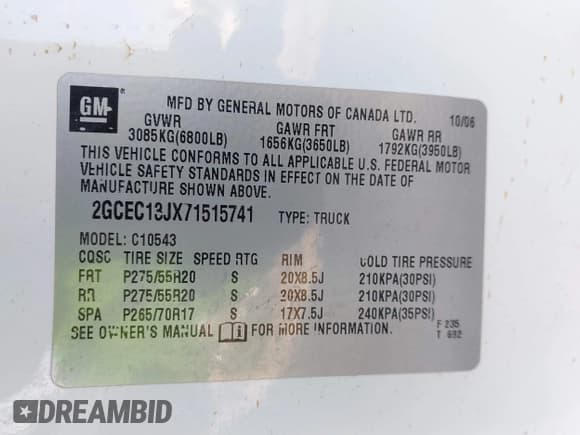 GM ®
MFD BY GENERAL MOTORS OF CANADA LTD. 10/06
GVWR GAWR FRT GAWR RR
3085KG(6800LB) 1656KG(3650LB) 1792KG(3950LB)
THIS VEHICLE CONFORMS TO ALL APPLICABLE U.S. FEDERAL MOTOR
VEHICLE SAFETY STANDARDS IN EFFECT ON THE DATE OF
MANUFACTURE SHOWN ABOVE.
2GCEC13JX71515741 TYPE: TRUCK
MODEL: C10543
CQSC TIRE SIZE SPEED RTG RIM COLD TIRE PRESSURE
FRT P275/55R20 S 20X8.5J 210KPA(30PSI)
RR P275/55R20 S 20X8.5J 210KPA(30PSI)
SPA P265/70R17 S 17X7.5J 240KPA(35PSI)
SEE OWNER'S MANUAL i FOR MORE INFORMATION.
F 235
T 692
DREAMBID